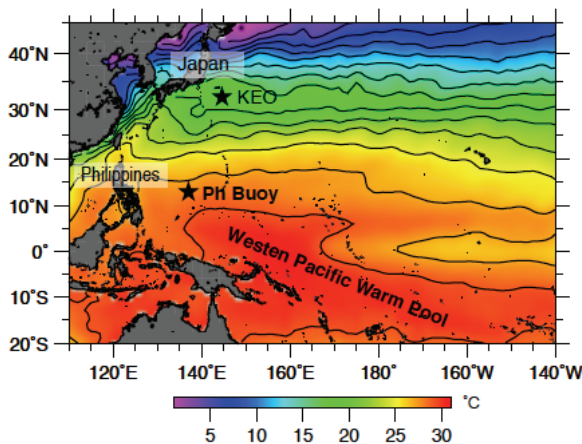 40°N
30°N
20°N
10°N
0°
10°S
20°S
Japan
KEO
Philippines
Ph Buoy
Westen Pacific Warm Pool
120°E
140°E
160°E
180°
160°W
140°W
5
10
15
20
25
30
°C